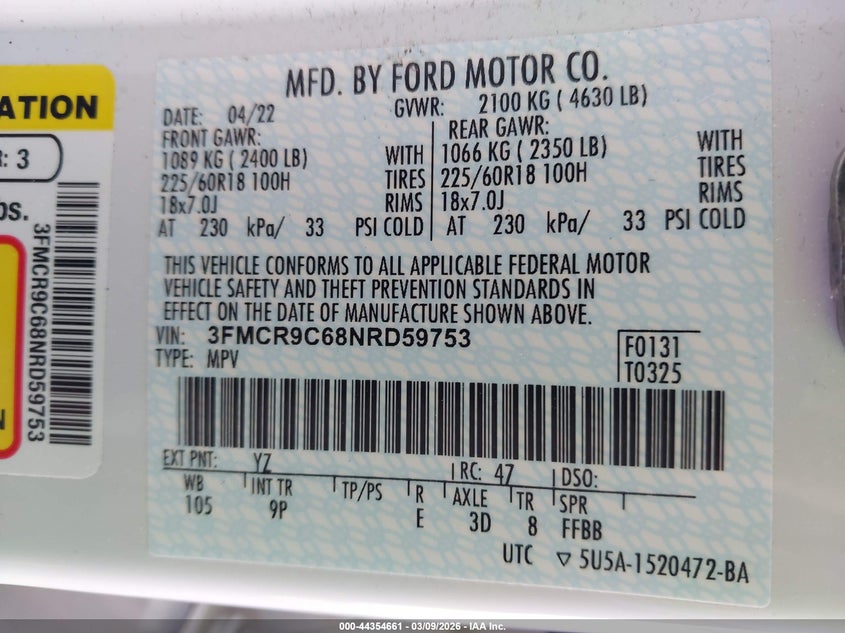 ATION
R: 3
bs.
3FMCR9C68NRD59753
N
MFD. BY FORD MOTOR CO.
DATE: 04/22 GVWR: 2100 KG ( 4630 LB)
FRONT GAWR: REAR GAWR:
1089 KG ( 2400 LB) WITH 1066 KG ( 2350 LB) WITH
225/60R18 100H TIRES 225/60R18 100H TIRES
18x7.0J RIMS 18x7.0J RIMS
AT 230 kPa/ 33 PSI COLD AT 230 kPa/ 33 PSI COLD
THIS VEHICLE CONFORMS TO ALL APPLICABLE FEDERAL MOTOR
VEHICLE SAFETY AND THEFT PREVENTION STANDARDS IN
EFFECT ON THE DATE OF MANUFACTURE SHOWN ABOVE.
VIN: 3FMCR9C68NRD59753
TYPE: MPV
F0131
T0325
EXT PNT: YZ RC: 47 DSO:
WB INT TR TP/PS R AXLE TR SPR
105 9P E 3D 8 FFBB
UTC ▽ 5U5A-1520472-BA
000-44354661 - 03/09/2026 - IAA Inc.